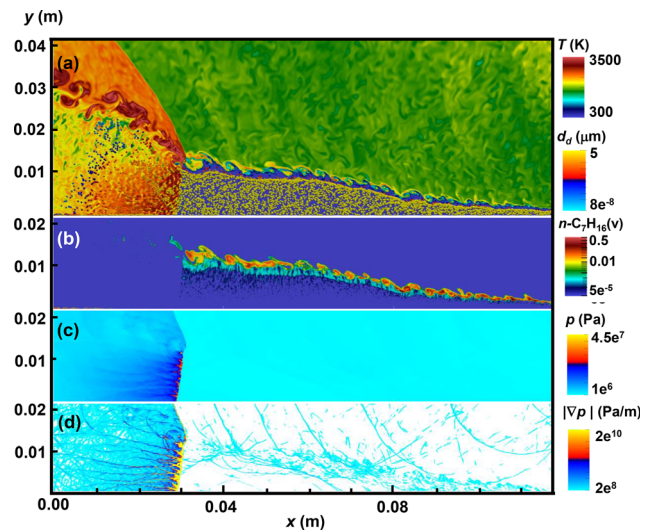 y (m)
0.04
0.03
0.02
0.01
(a)
T (K)
3500
300
d_d (μm)
5
8e⁻⁸
0.02
0.01
(b)
n-C₇H₁₆(v)
0.5
0.01
5e⁻⁵
0.02
0.01
(c)
p (Pa)
4.5e⁷
1e⁶
0.02
0.01
(d)
|∇p| (Pa/m)
2e¹⁰
2e⁸
0.00
0.04
0.08
x (m)